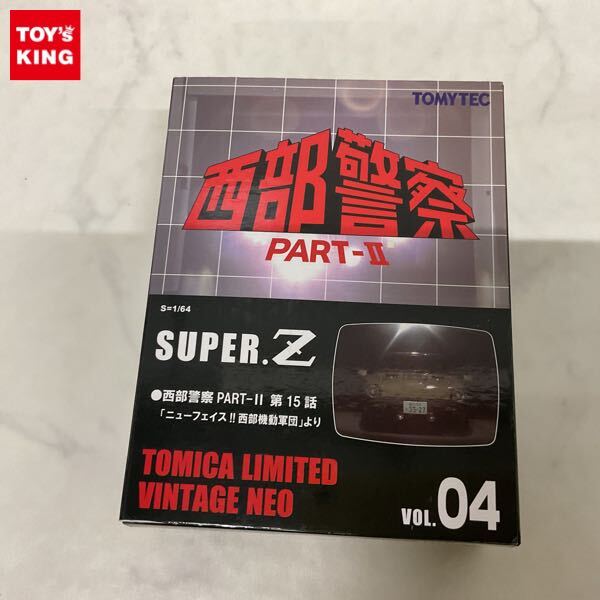 TOY's
KING
TOMYTEC
西部警察
PART-II
S=1/64
SUPER.Z
●西部警察 PART-II 第15話
「ニューフェイス!!西部機動軍団」より
TOMICA LIMITED
VINTAGE NEO
VOL.04